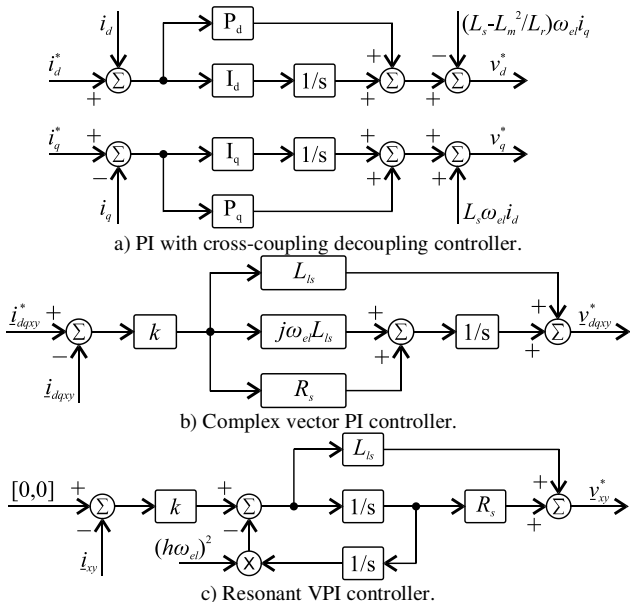 i_d P_d (L_s-L_m^2/L_r)ω_el i_q
i_d^* + Σ I_d 1/s + + Σ − + Σ v_d^*
i_q^* + − Σ I_q 1/s + + Σ + + Σ v_q^*
i_q P_q L_s ω_el i_d
a) PI with cross-coupling decoupling controller.
L_ls
i_dqxy^* + − Σ k jω_el L_ls + + Σ 1/s + + Σ v_dqxy^*
i_dqxy R_s
b) Complex vector PI controller.
L_ls
[0,0] + − Σ k + − Σ 1/s R_s + + Σ v_xy^*
i_xy (hω_el)^2 X 1/s
c) Resonant VPI controller.